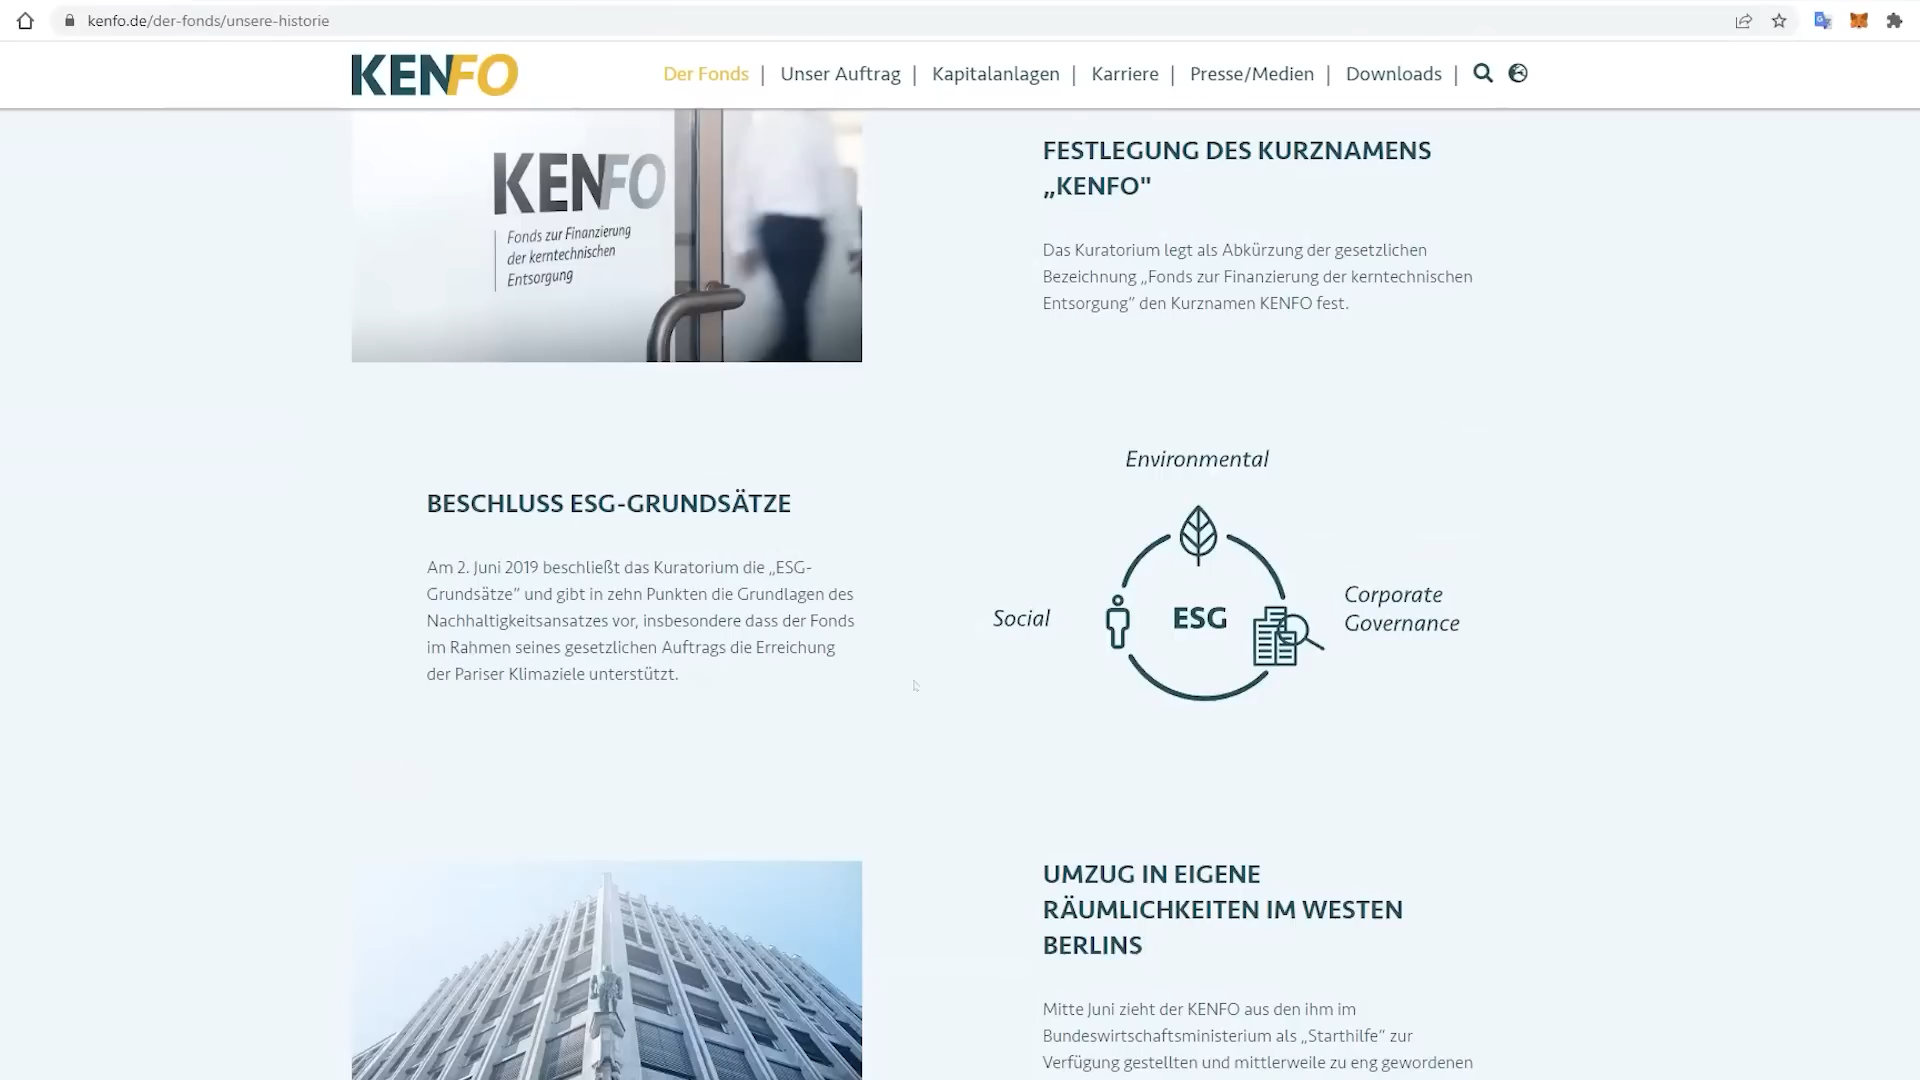 kenfo.de/der-fonds/unsere-historie
KENFO
Der Fonds | Unser Auftrag | Kapitalanlagen | Karriere | Presse/Medien | Downloads |
KENFO
Fonds zur Finanzierung
der kerntechnischen
Entsorgung
FESTLEGUNG DES KURZNAMENS
„KENFO"
Das Kuratorium legt als Abkürzung der gesetzlichen
Bezeichnung „Fonds zur Finanzierung der kerntechnischen
Entsorgung“ den Kurznamen KENFO fest.
BESCHLUSS ESG-GRUNDSÄTZE
Am 2. Juni 2019 beschließt das Kuratorium die „ESG-
Grundsätze“ und gibt in zehn Punkten die Grundlagen des
Nachhaltigkeitsansatzes vor, insbesondere dass der Fonds
im Rahmen seines gesetzlichen Auftrags die Erreichung
der Pariser Klimaziele unterstützt.
Environmental
Social
ESG
Corporate
Governance
UMZUG IN EIGENE
RÄUMLICHKEITEN IM WESTEN
BERLINS
Mitte Juni zieht der KENFO aus den ihm im
Bundeswirtschaftsministerium als „Starthilfe“ zur
Verfügung gestellten und mittlerweile zu eng gewordenen